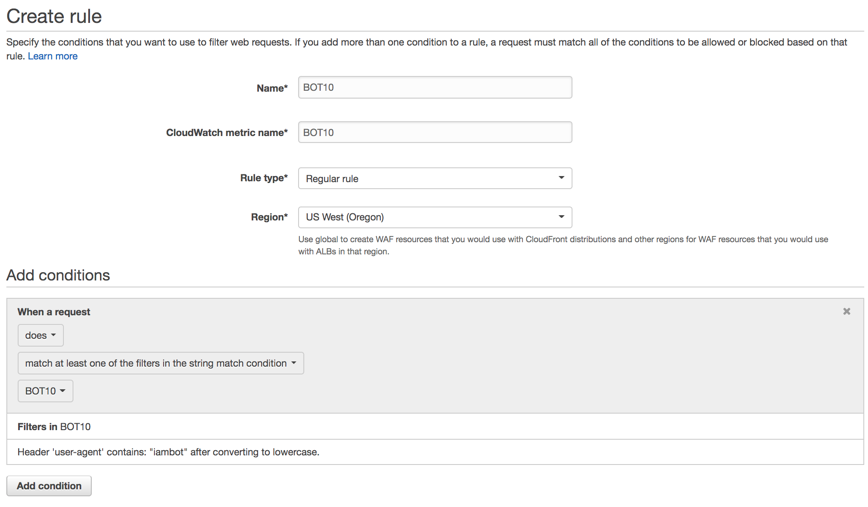 Create rule
Specify the conditions that you want to use to filter web requests. If you add more than one condition to a rule, a request must match all of the conditions to be allowed or blocked based on that
rule. Learn more
Name* BOT10
CloudWatch metric name* BOT10
Rule type* Regular rule
Region* US West (Oregon)
Use global to create WAF resources that you would use with CloudFront distributions and other regions for WAF resources that you would use
with ALBs in that region.
Add conditions
When a request
does
match at least one of the filters in the string match condition
BOT10
Filters in BOT10
Header 'user-agent' contains: "iambot" after converting to lowercase.
Add condition